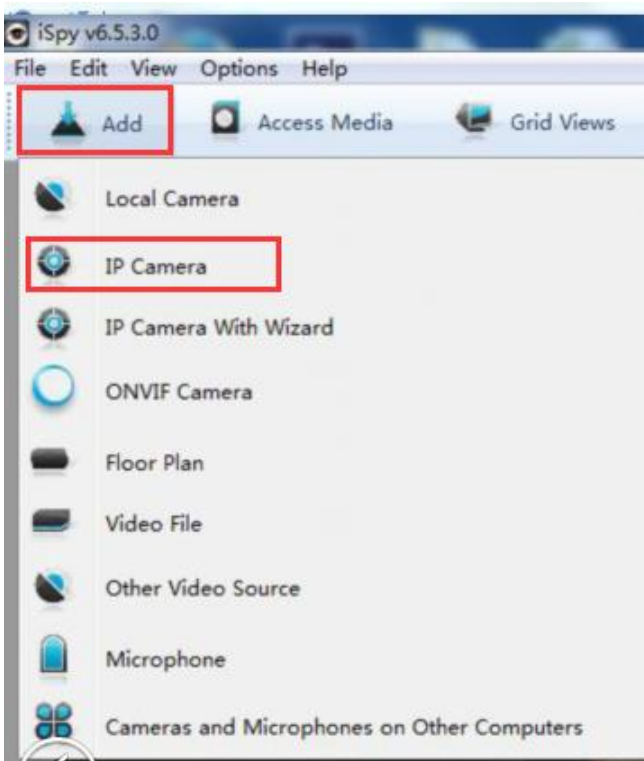 iSpy v6.5.3.0
File Edit View Options Help
Add Access Media Grid Views
Local Camera
IP Camera
IP Camera With Wizard
ONVIF Camera
Floor Plan
Video File
Other Video Source
Microphone
Cameras and Microphones on Other Computers